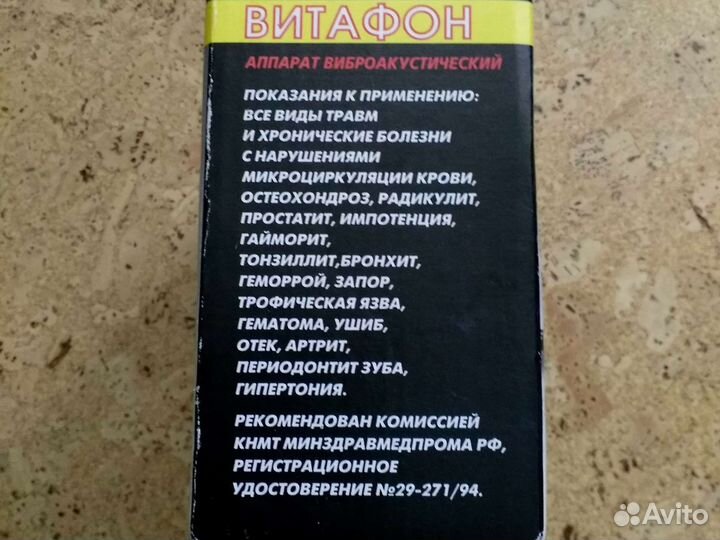 ВИТАФОН
АППАРАТ ВИБРОАКУСТИЧЕСКИЙ
ПОКАЗАНИЯ К ПРИМЕНЕНИЮ:
ВСЕ ВИДЫ ТРАВМ
И ХРОНИЧЕСКИЕ БОЛЕЗНИ
С НАРУШЕНИЯМИ
МИКРОЦИРКУЛЯЦИИ КРОВИ,
ОСТЕОХОНДРОЗ, РАДИКУЛИТ,
ПРОСТАТИТ, ИМПОТЕНЦИЯ,
ГАЙМОРИТ,
ТОНЗИЛЛИТ,БРОНХИТ,
ГЕМОРРОЙ, ЗАПОР,
ТРОФИЧЕСКАЯ ЯЗВА,
ГЕМАТОМА, УШИБ,
ОТЕК, АРТРИТ,
ПЕРИОДОНТИТ ЗУБА,
ГИПЕРТОНИЯ.
РЕКОМЕНДОВАН КОМИССИЕЙ
КНМТ МИНЗДРАВМЕДПРОМА РФ,
РЕГИСТРАЦИОННОЕ
УДОСТОВЕРЕНИЕ №29-271/94.
Avito